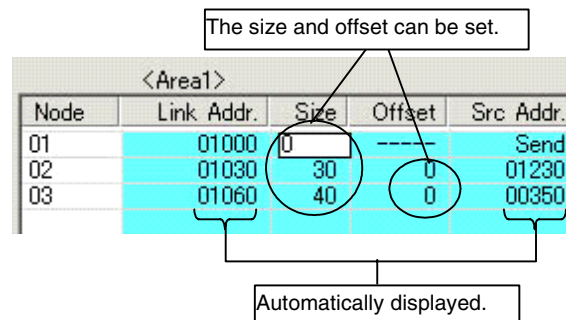 The size and offset can be set.
<Area1>
Node Link Addr. Size Offset Src Addr.
01 01000 0 ----- Send
02 01030 30 0 01230
03 01060 40 0 00350
Automatically displayed.